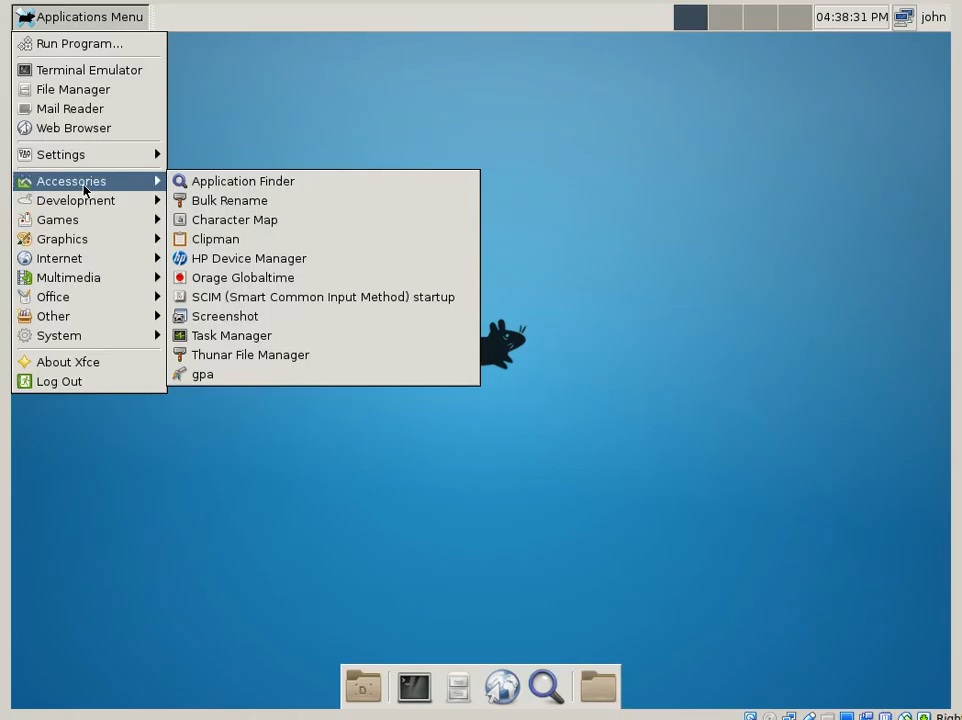 Applications Menu
04:38:31 PM
john
Run Program...
Terminal Emulator
File Manager
Mail Reader
Web Browser
Settings
Accessories
Development
Games
Graphics
Internet
Multimedia
Office
Other
System
About Xfce
Log Out
Application Finder
Bulk Rename
Character Map
Clipman
HP Device Manager
Orage Globaltime
SCIM (Smart Common Input Method) startup
Screenshot
Task Manager
Thunar File Manager
gpa
D
Right